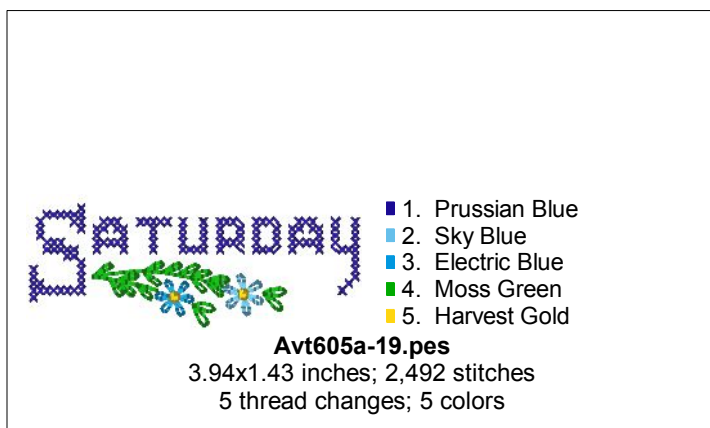 SATURDAY
1. Prussian Blue
2. Sky Blue
3. Electric Blue
4. Moss Green
5. Harvest Gold
Avt605a-19.pes
3.94x1.43 inches; 2,492 stitches
5 thread changes; 5 colors